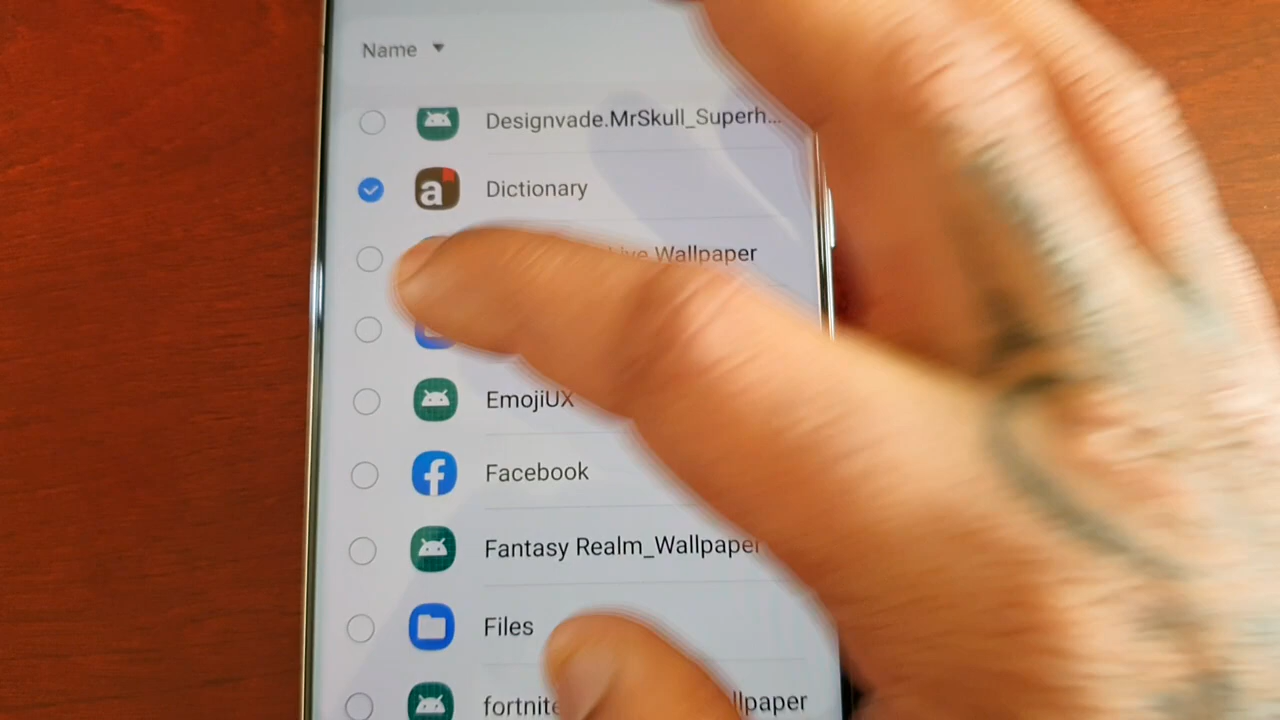 Name
Designvade.MrSkull_Superh...
a Dictionary
Live Wallpaper
EmojiUX
f Facebook
Fantasy Realm_Wallpaper
Files
fortnite
llpaper